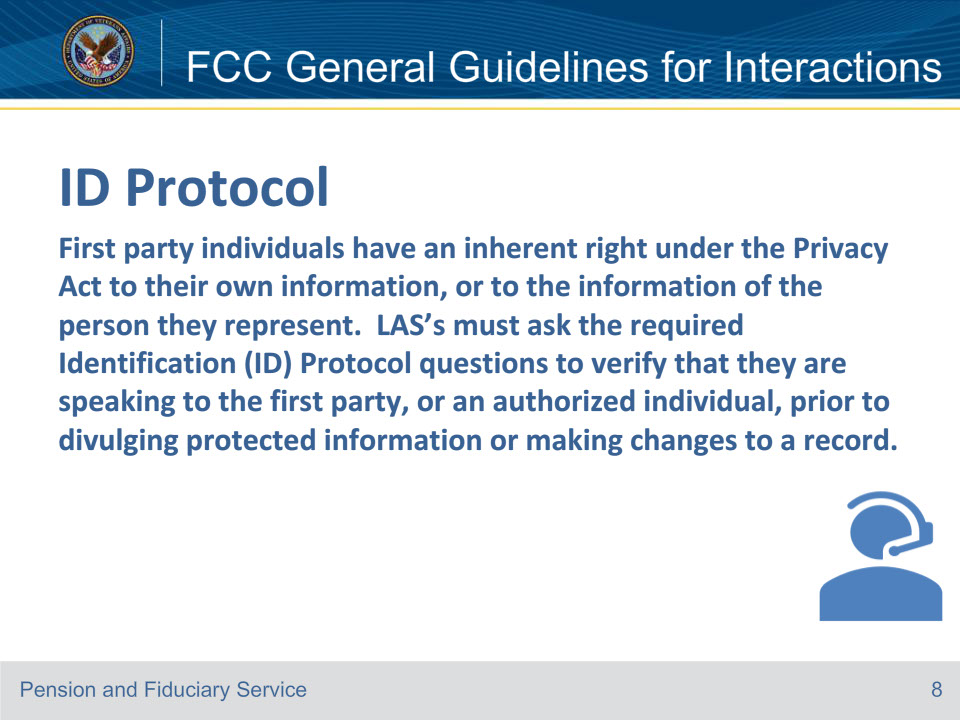 FCC General Guidelines for Interactions
ID Protocol
First party individuals have an inherent right under the Privacy
Act to their own information, or to the information of the
person they represent.  LAS’s must ask the required
Identification (ID) Protocol questions to verify that they are
speaking to the first party, or an authorized individual, prior to
divulging protected information or making changes to a record.
Pension and Fiduciary Service
8